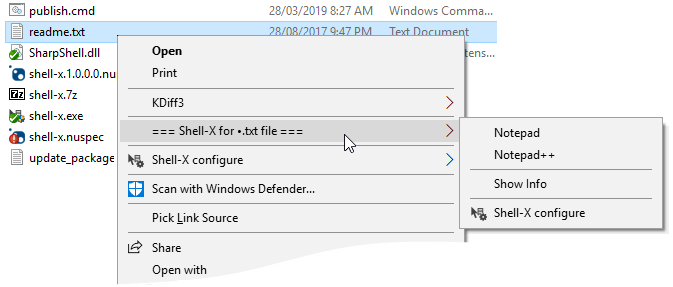 publish.cmd 28/03/2019 8:27 AM Windows Comma...
readme.txt 28/08/2017 9:47 PM Text Document
SharpShell.dll tens...
shell-x.1.0.0.0.nu
shell-x.7z
shell-x.exe
shell-x.nuspec
update_package
Open
Print
KDiff3
=== Shell-X for *.txt file ===
Shell-X configure
Scan with Windows Defender...
Pick Link Source
Share
Open with
Notepad
Notepad++
Show Info
Shell-X configure